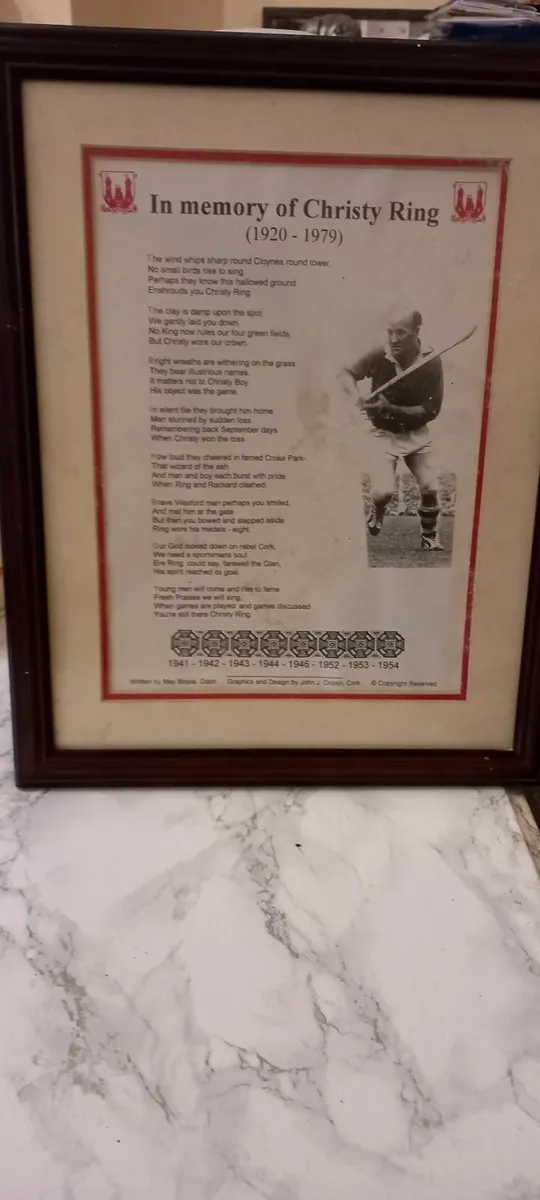 In memory of Christy Ring
(1920 - 1979)
The wind whips sharp round Cloynes round tower,
No small birds rise to sing.
Perhaps they know this hallowed ground
Enshrouds you Christy Ring
The clay is damp upon the spot
We gently laid you down,
No King now rules our four green fields,
But Christy wore our crown.
Bright wreaths are withering on the grass
They bear illustrious names,
It matters not to Christy Boy
His object was the game.
In silent file they brought him home
Men stunned by sudden loss
Remembering back September days
When Christy won the toss
How loud they cheered in famed Croke Park-
That wizard of the ash
And man and boy each burst with pride
When Ring and Rackard clashed.
Brave Wexford man perhaps you smiled,
And met him at the gate
But then you bowed and stepped aside
Ring wore his medals - eight.
Our God looked down on rebel Cork,
We need a sportsmans soul
Ere Ring could say, farewell the Glen,
His spirit reached its goal.
Young men will come and rise to fame
Fresh Praises we will sing,
When games are played and games discussed
You're still there Christy Ring
1941 - 1942 - 1943 - 1944 - 1946 - 1952 - 1953 - 1954
Written by May Boyce, Graphics and Design by John J. Cronin, Cork. © Copyright Reserved